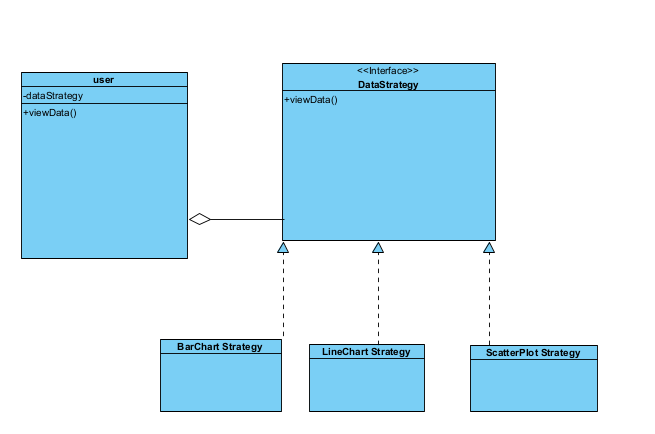 user
-dataStrategy
+viewData()
<<Interface>>
DataStrategy
+viewData()
BarChart Strategy
LineChart Strategy
ScatterPlot Strategy